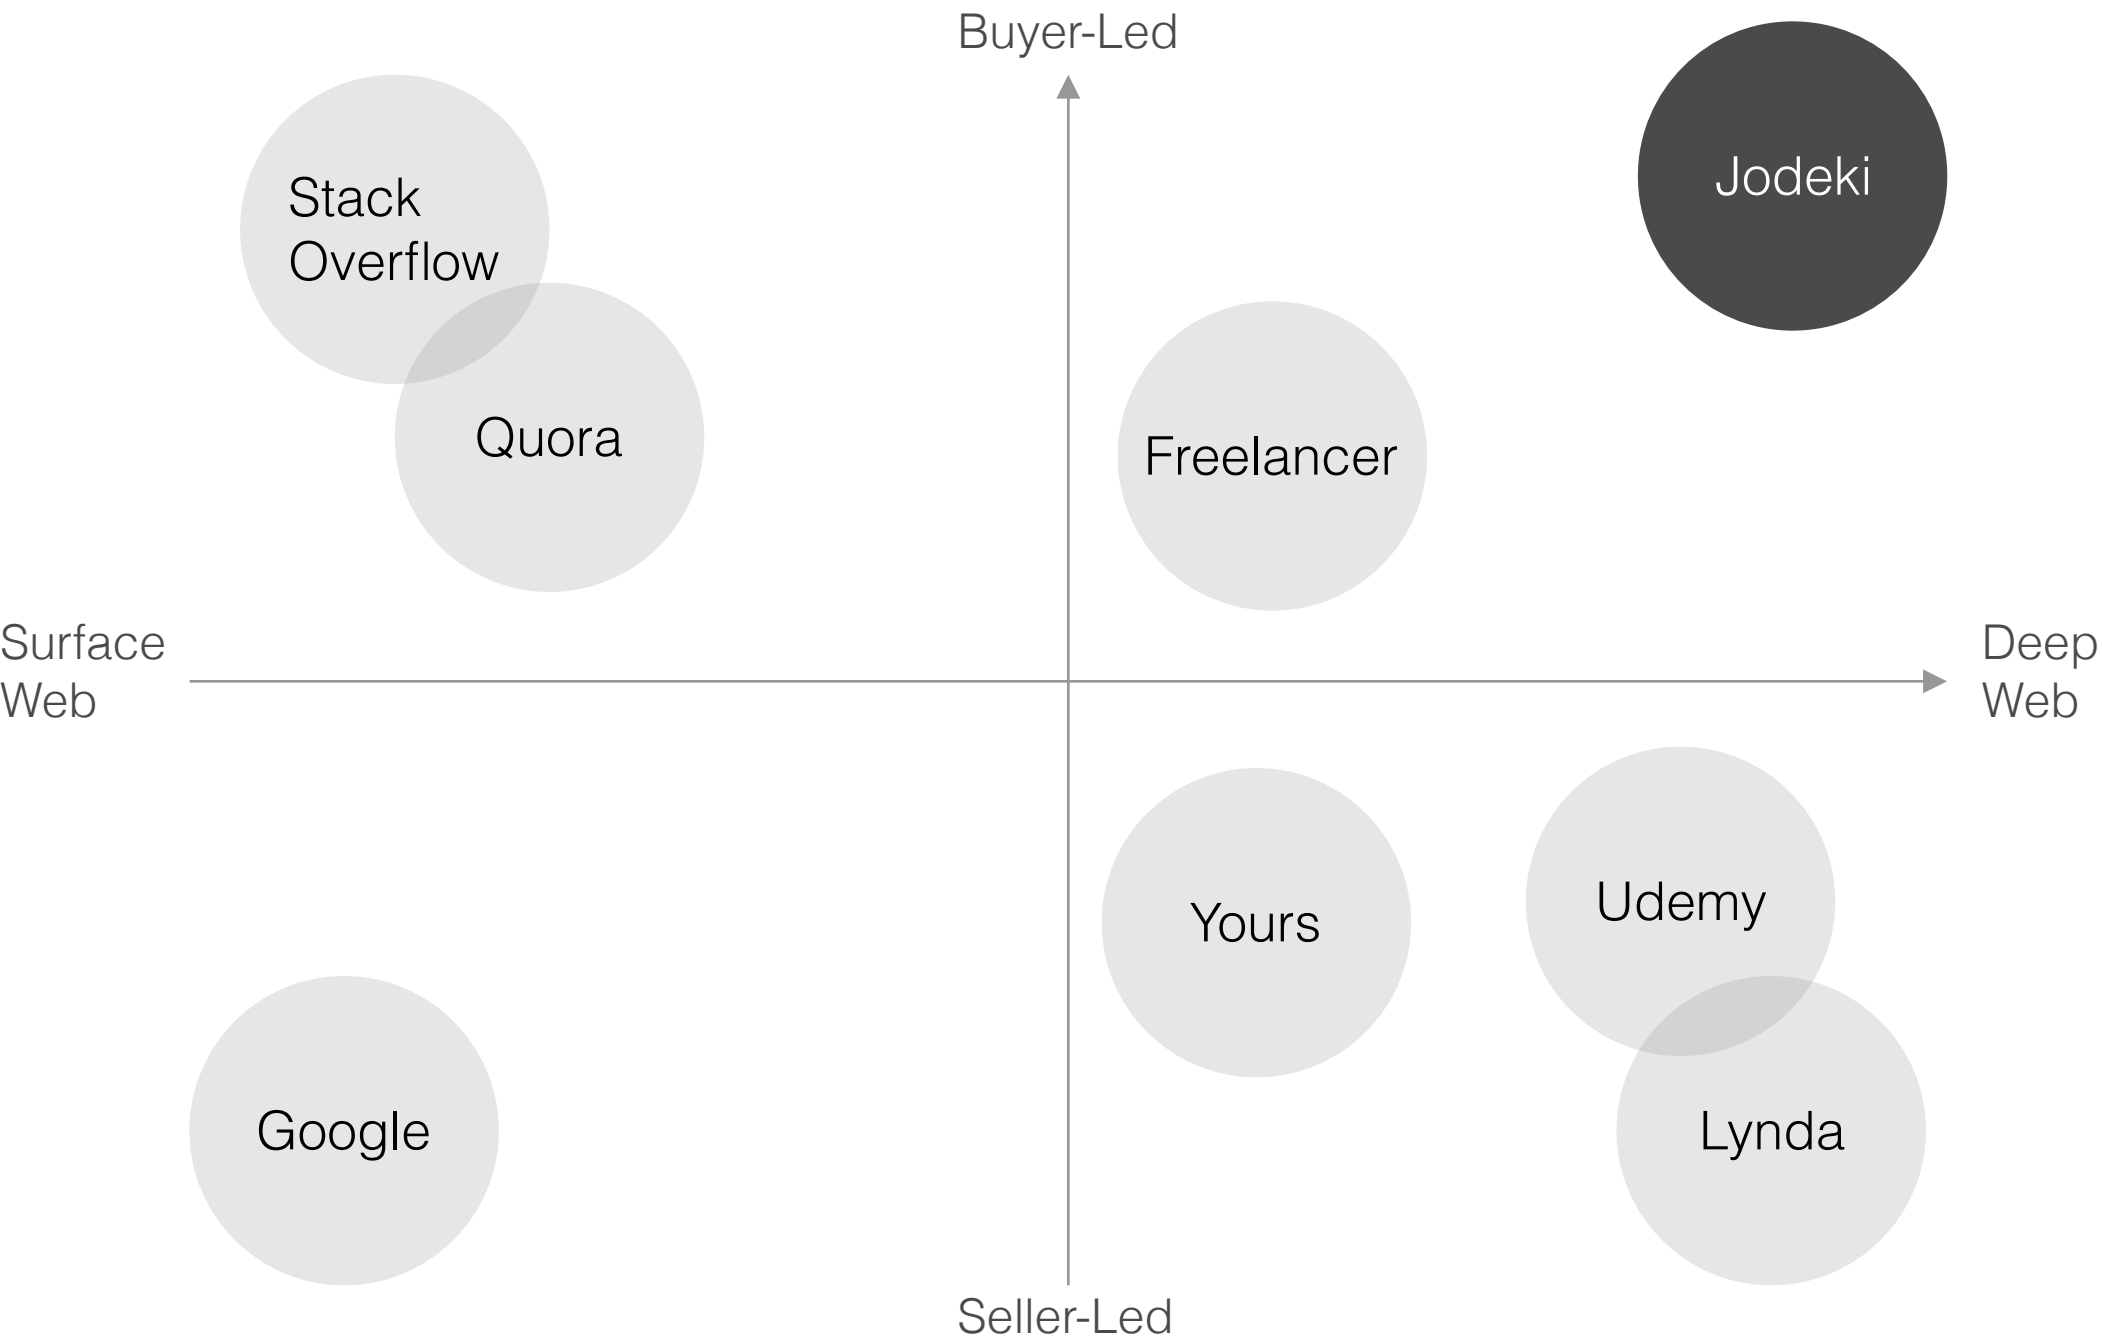 Buyer-Led
Jodeki
Stack
Overflow
Quora
Freelancer
Surface
Web
Deep
Web
Yours
Udemy
Google
Lynda
Seller-Led